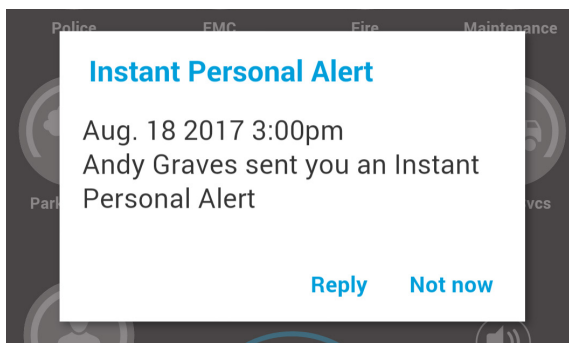 Police EMC Fire Maintenance
Instant Personal Alert
Aug. 18 2017 3:00pm
Andy Graves sent you an Instant
Personal Alert
Reply Not now